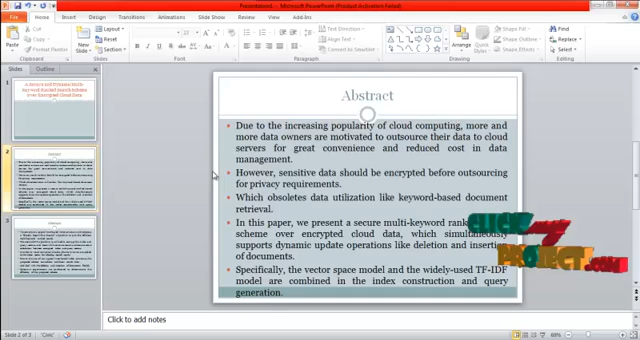 Presentation1 - Microsoft PowerPoint (Product Activation Failed)
File Home Insert Design Transitions Animations Slide Show Review View Add-Ins
Paste
Cut
Copy
Format Painter
Clipboard
New Slide
Layout
Reset
Section
Slides
Font
Text Direction
Align Text
Convert to SmartArt
Paragraph
Arrange
Quick Styles
Shape Fill
Shape Outline
Shape Effects
Drawing
Find
Replace
Select
Editing
Slides Outline
1
A Secure and Dynamic Multi-
Keyword Ranked Search Scheme
over Encrypted Cloud Data
2
3
Abstract
Due to the increasing popularity of cloud computing, more and
more data owners are motivated to outsource their data to cloud
servers for great convenience and reduced cost in data
management.
However, sensitive data should be encrypted before outsourcing
for privacy requirements.
Which obsoletes data utilization like keyword-based document
retrieval.
In this paper, we present a secure multi-keyword
scheme over encrypted cloud data, which simultaneously
supports dynamic update operations like deletion and
of documents.
Specifically, the vector space model and the widely-used TF-IDF
model are combined in the index construction and query
generation.
CLICK
PROJECT.COM
Click to add notes
Slide 2 of 3 "Civic" 68%